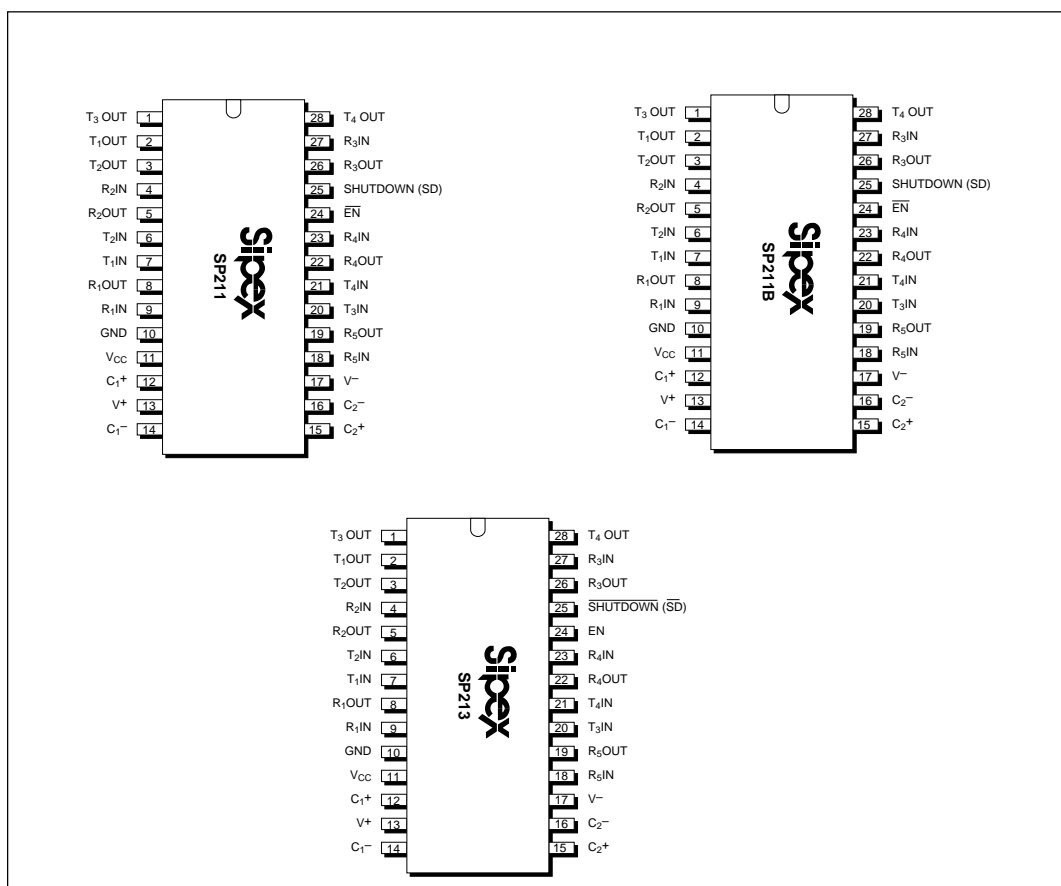 T₃ OUT 1 28 T₄ OUT
T₁OUT 2 27 R₃IN
T₂OUT 3 26 R₃OUT
R₂IN 4 25 SHUTDOWN (SD)
R₂OUT 5 24 E̅N̅
T₂IN 6 23 R₄IN
T₁IN 7 22 R₄OUT
R₁OUT 8 21 T₄IN
R₁IN 9 20 T₃IN
GND 10 19 R₅OUT
V_CC 11 18 R₅IN
C₁+ 12 17 V–
V+ 13 16 C₂–
C₁– 14 15 C₂+
Sipex
SP211
T₃ OUT 1 28 T₄ OUT
T₁OUT 2 27 R₃IN
T₂OUT 3 26 R₃OUT
R₂IN 4 25 SHUTDOWN (SD)
R₂OUT 5 24 E̅N̅
T₂IN 6 23 R₄IN
T₁IN 7 22 R₄OUT
R₁OUT 8 21 T₄IN
R₁IN 9 20 T₃IN
GND 10 19 R₅OUT
V_CC 11 18 R₅IN
C₁+ 12 17 V–
V+ 13 16 C₂–
C₁– 14 15 C₂+
Sipex
SP211B
T₃ OUT 1 28 T₄ OUT
T₁OUT 2 27 R₃IN
T₂OUT 3 26 R₃OUT
R₂IN 4 25 S̅H̅U̅T̅D̅O̅W̅N̅ (S̅D̅)
R₂OUT 5 24 EN
T₂IN 6 23 R₄IN
T₁IN 7 22 R₄OUT
R₁OUT 8 21 T₄IN
R₁IN 9 20 T₃IN
GND 10 19 R₅OUT
V_CC 11 18 R₅IN
C₁+ 12 17 V–
V+ 13 16 C₂–
C₁– 14 15 C₂+
Sipex
SP213